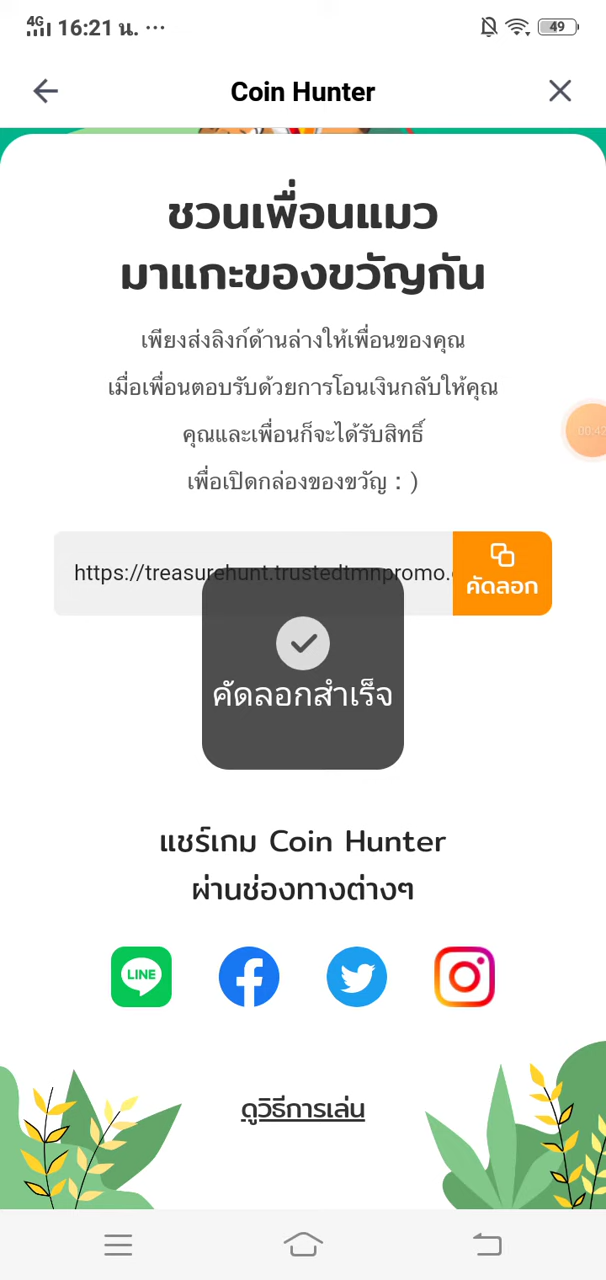 4G 16:21 น. ...
49
Coin Hunter
ชวนเพื่อนแมว
มาแกะของขวัญกัน
เพียงส่งลิงก์ด้านล่างให้เพื่อนของคุณ
เมื่อเพื่อนตอบรับด้วยการโอนเงินกลับให้คุณ
คุณและเพื่อนก็จะได้รับสิทธิ์
เพื่อเปิดกล่องของขวัญ : )
https://treasurehunt.trustedtmnpromo.
คัดลอก
คัดลอกสำเร็จ
แชร์เกม Coin Hunter
ผ่านช่องทางต่างๆ
LINE
ดูวิธีการเล่น